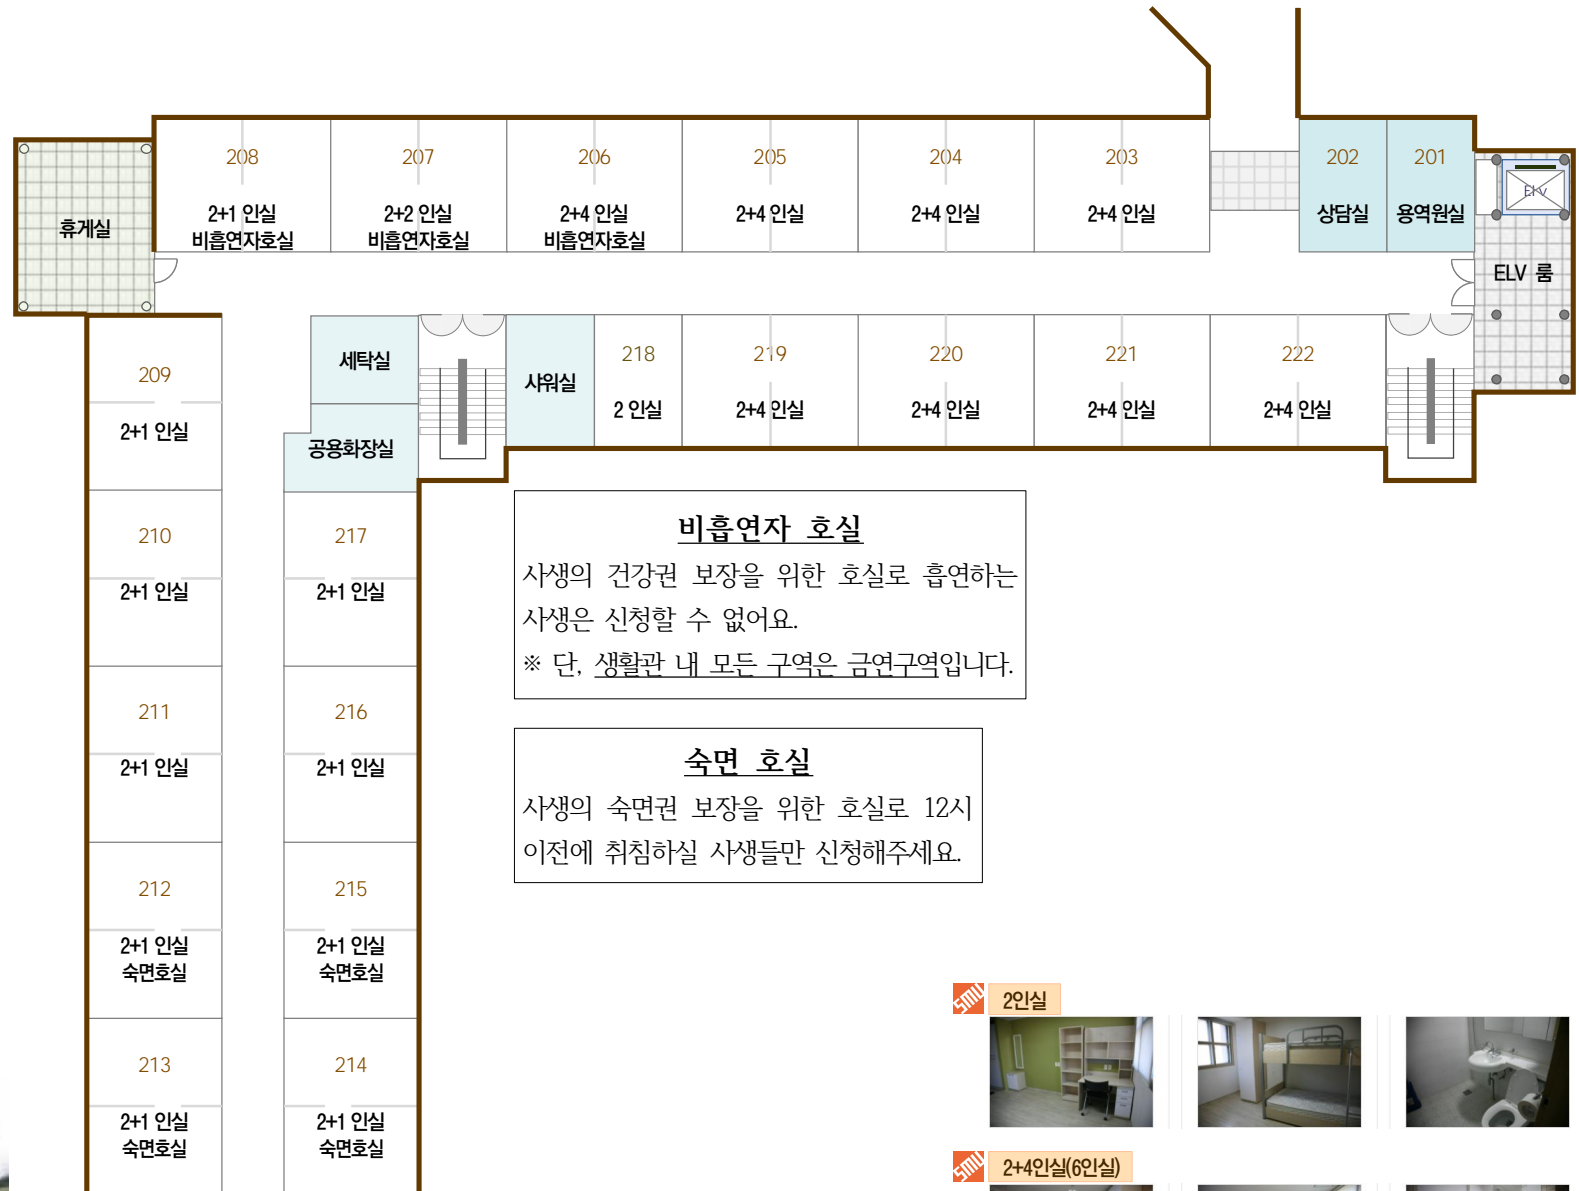 208
2+1 인실
비흡연자호실
207
2+2 인실
비흡연자호실
206
2+4 인실
비흡연자호실
205
2+4 인실
204
2+4 인실
203
2+4 인실
202
상담실
201
용역원실
ELV
ELV 룸
휴게실
209
2+1 인실
세탁실
공용화장실
샤워실
218
2 인실
219
2+4 인실
220
2+4 인실
221
2+4 인실
222
2+4 인실
210
2+1 인실
217
2+1 인실
211
2+1 인실
216
2+1 인실
212
2+1 인실
숙면호실
215
2+1 인실
숙면호실
213
2+1 인실
숙면호실
214
2+1 인실
숙면호실
비흡연자 호실
사생의 건강권 보장을 위한 호실로 흡연하는
사생은 신청할 수 없어요.
※ 단, 생활관 내 모든 구역은 금연구역입니다.
숙면 호실
사생의 숙면권 보장을 위한 호실로 12시
이전에 취침하실 사생들만 신청해주세요.
SMU 2인실
SMU 2+4인실(6인실)